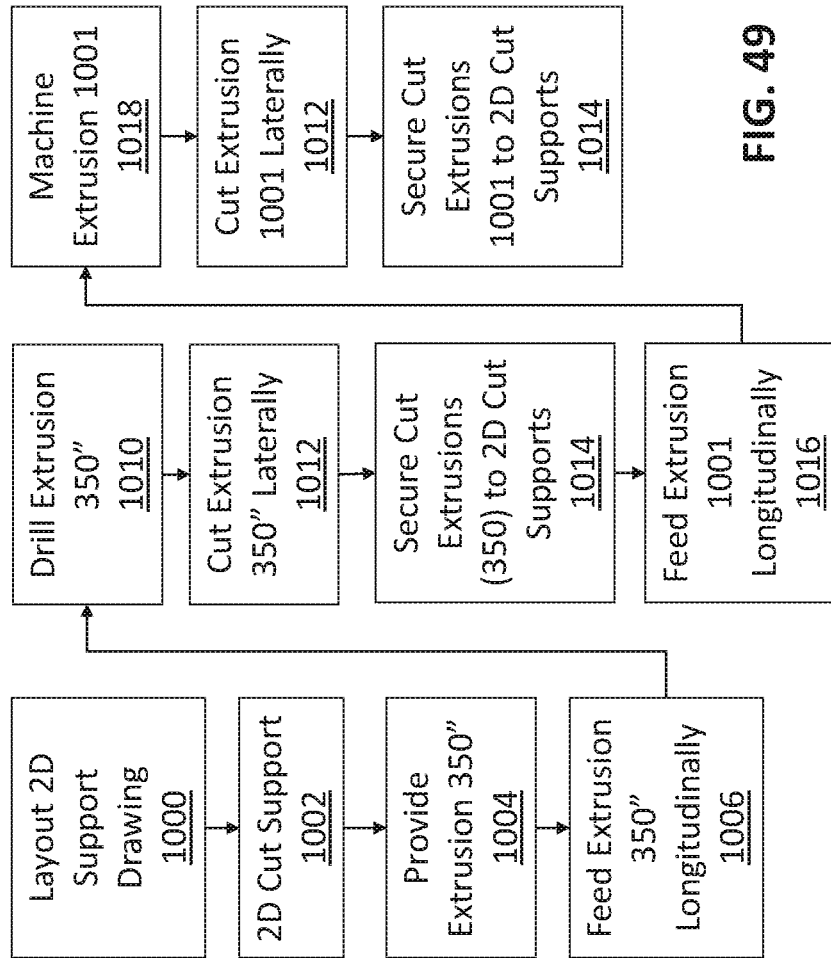 Layout 2D
Support
Drawing
1000
2D Cut Support
1002
Provide
Extrusion 350”
1004
Feed Extrusion
350”
Longitudinally
1006
Drill Extrusion
350”
1010
Cut Extrusion
350” Laterally
1012
Secure Cut
Extrusions
(350) to 2D Cut
Supports
1014
Feed Extrusion
1001
Longitudinally
1016
Machine
Extrusion 1001
1018
Cut Extrusion
1001 Laterally
1012
Secure Cut
Extrusions
1001 to 2D Cut
Supports
1014
FIG. 49